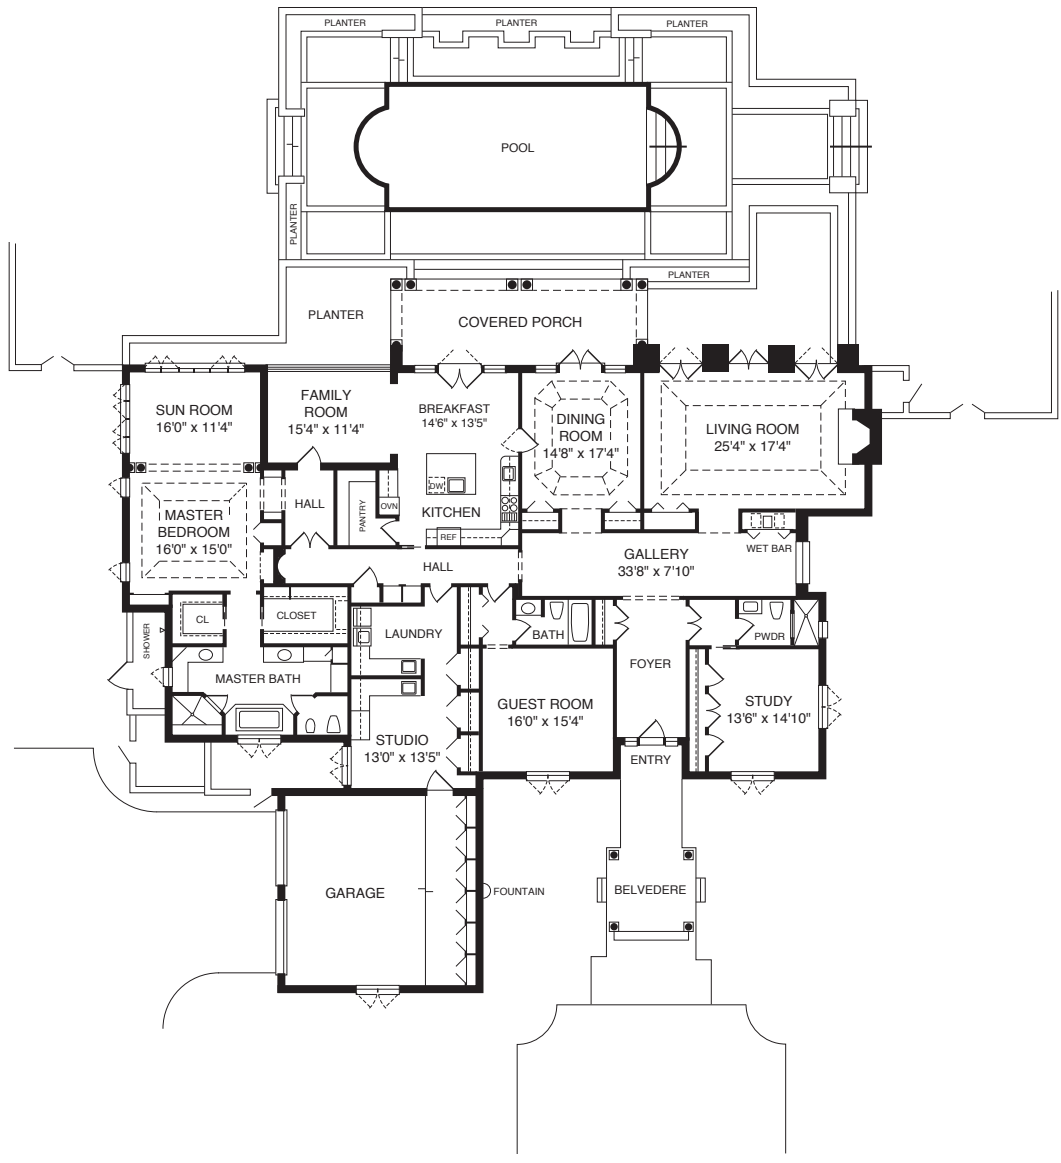 PLANTER
PLANTER
PLANTER
POOL
PLANTER
PLANTER
PLANTER
COVERED PORCH
SUN ROOM
16'0" x 11'4"
FAMILY
ROOM
15'4" x 11'4"
BREAKFAST
14'6" x 13'5"
DINING
ROOM
14'8" x 17'4"
LIVING ROOM
25'4" x 17'4"
MASTER
BEDROOM
16'0" x 15'0"
HALL
PANTRY
OVN
DW
KITCHEN
REF
WET BAR
GALLERY
33'8" x 7'10"
HALL
CL
CLOSET
SHOWER
LAUNDRY
BATH
PWDR
FOYER
MASTER BATH
GUEST ROOM
16'0" x 15'4"
STUDY
13'6" x 14'10"
STUDIO
13'0" x 13'5"
ENTRY
GARAGE
FOUNTAIN
BELVEDERE